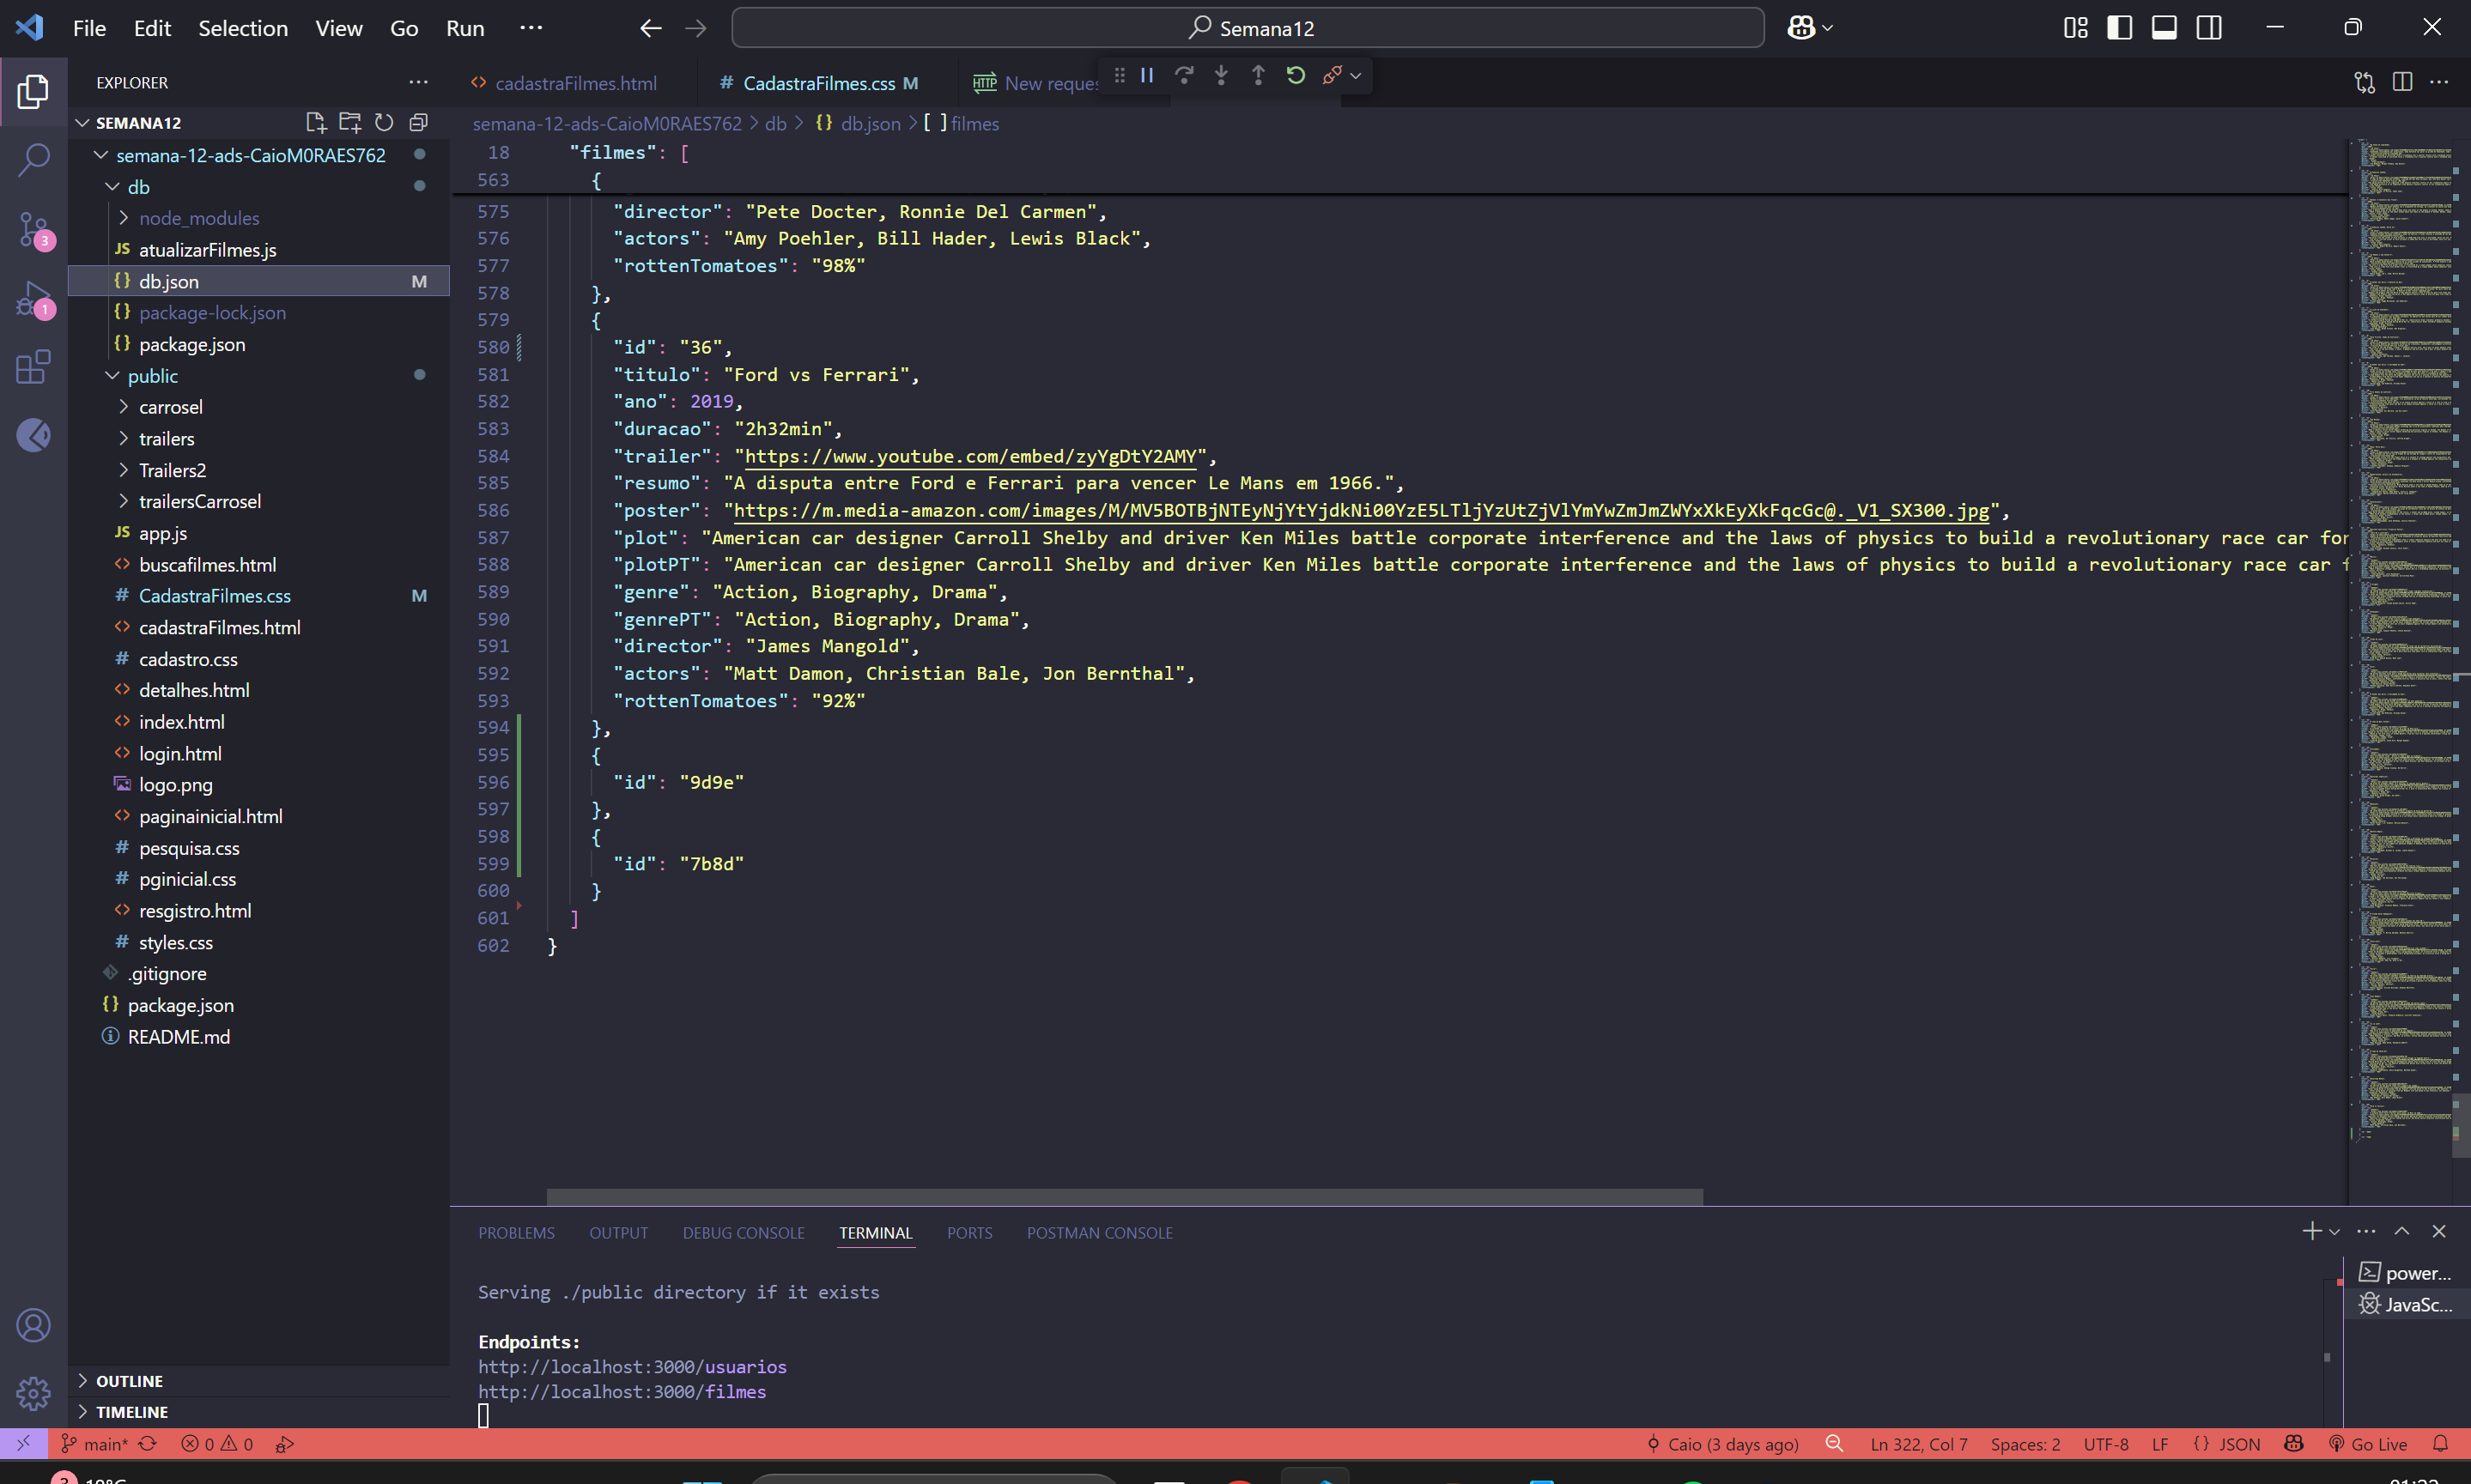 File Edit Selection View Go Run ··· Semana12
EXPLORER
cadastraFilmes.html # CadastraFilmes.css M HTTP New reques
SEMANA12
semana-12-ads-CaioM0RAES762 > db > {} db.json > [ ] filmes
semana-12-ads-CaioM0RAES762
db
node_modules
JS atualizarFilmes.js
{} db.json M
{} package-lock.json
{} package.json
public
carrosel
trailers
Trailers2
trailersCarrosel
JS app.js
buscafilmes.html
# CadastraFilmes.css M
cadastraFilmes.html
# cadastro.css
detalhes.html
index.html
login.html
logo.png
paginainicial.html
# pesquisa.css
# pginicial.css
resgistro.html
# styles.css
.gitignore
{} package.json
README.md
OUTLINE
TIMELINE
3
1
18 "filmes": [
563 {
575 "director": "Pete Docter, Ronnie Del Carmen",
576 "actors": "Amy Poehler, Bill Hader, Lewis Black",
577 "rottenTomatoes": "98%"
578 },
579 {
580 "id": "36",
581 "titulo": "Ford vs Ferrari",
582 "ano": 2019,
583 "duracao": "2h32min",
584 "trailer": "https://www.youtube.com/embed/zyYgDtY2AMY",
585 "resumo": "A disputa entre Ford e Ferrari para vencer Le Mans em 1966.",
586 "poster": "https://m.media-amazon.com/images/M/MV5BOTBjNTEyNjYtYjdkNi00YzE5LTljYzUtZjVlYmYwZmJmZWYxXkEyXkFqcGc@._V1_SX300.jpg",
587 "plot": "American car designer Carroll Shelby and driver Ken Miles battle corporate interference and the laws of physics to build a revolutionary race car for
588 "plotPT": "American car designer Carroll Shelby and driver Ken Miles battle corporate interference and the laws of physics to build a revolutionary race car f
589 "genre": "Action, Biography, Drama",
590 "genrePT": "Action, Biography, Drama",
591 "director": "James Mangold",
592 "actors": "Matt Damon, Christian Bale, Jon Bernthal",
593 "rottenTomatoes": "92%"
594 },
595 {
596 "id": "9d9e"
597 },
598 {
599 "id": "7b8d"
600 }
601 ]
602 }
PROBLEMS OUTPUT DEBUG CONSOLE TERMINAL PORTS POSTMAN CONSOLE
Serving ./public directory if it exists
Endpoints:
http://localhost:3000/usuarios
http://localhost:3000/filmes
power...
JavaSc...
main* 0 0 Caio (3 days ago) Ln 322, Col 7 Spaces: 2 UTF-8 LF {} JSON Go Live
3